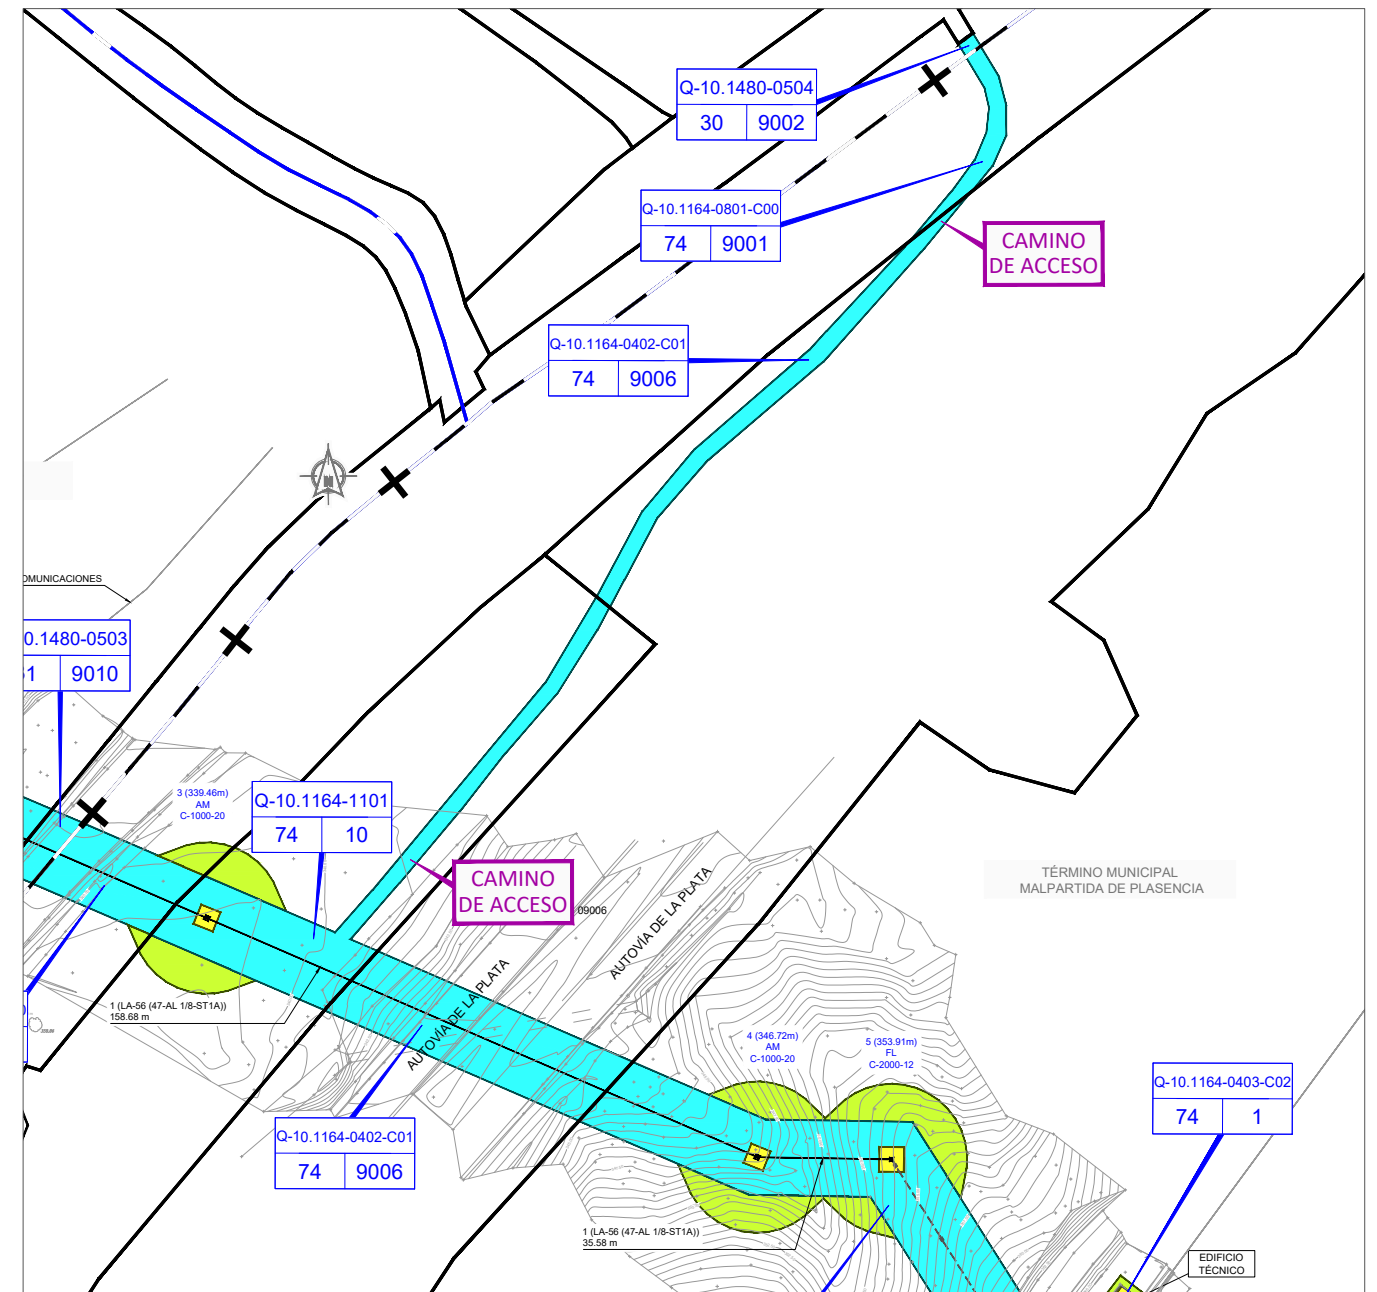 Q-10.1480-0504
30 9002
Q-10.1164-0801-C00
74 9001
CAMINO
DE ACCESO
Q-10.1164-0402-C01
74 9006
N
OMUNICACIONES
0.1480-0503
1 9010
3 (339.46m)
AM
C-1000-20
Q-10.1164-1101
74 10
CAMINO
DE ACCESO
09006
AUTOVÍA DE LA PLATA
TÉRMINO MUNICIPAL
MALPARTIDA DE PLASENCIA
1 (LA-56 (47-AL 1/8-ST1A))
158.68 m
AUTOVÍA DE LA PLATA
4 (346.72m)
AM
C-1000-20
5 (353.91m)
FL
C-2000-12
Q-10.1164-0403-C02
74 1
Q-10.1164-0402-C01
74 9006
1 (LA-56 (47-AL 1/8-ST1A))
35.58 m
EDIFICIO
TÉCNICO